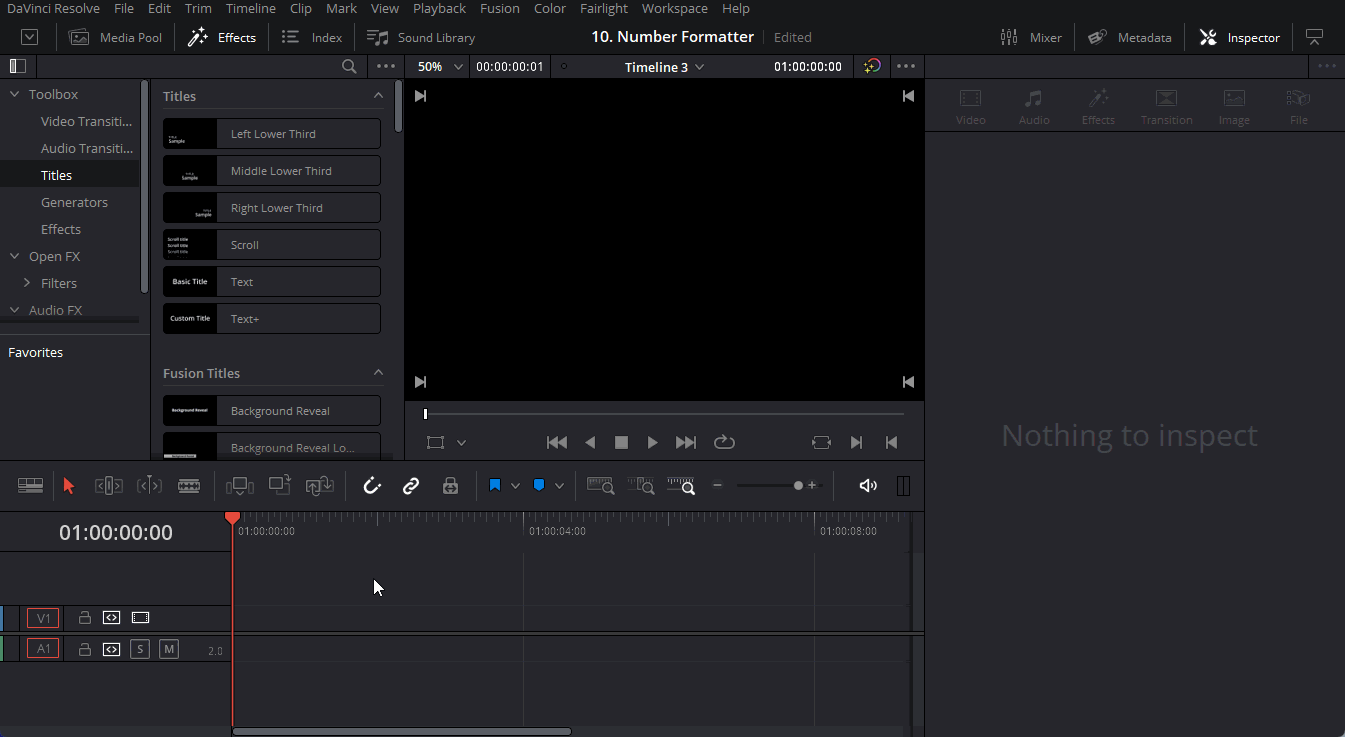 DaVinci Resolve File Edit Trim Timeline Clip Mark View Playback Fusion Color Fairlight Workspace Help
Media Pool Effects Index Sound Library 10. Number Formatter Edited Mixer Metadata Inspector
50% 00:00:00:01 Timeline 3 01:00:00:00
Toolbox
Video Transiti...
Audio Transiti...
Titles
Generators
Effects
Open FX
Filters
Audio FX
Favorites
Titles
Left Lower Third
Middle Lower Third
Right Lower Third
Scroll
Basic Title Text
Custom Title Text+
Fusion Titles
Background Reveal Background Reveal
Background Reveal Lo...
Video Audio Effects Transition Image File
Nothing to inspect
01:00:00:00
01:00:00:00 01:00:04:00 01:00:08:00
V1
A1 S M 2.0